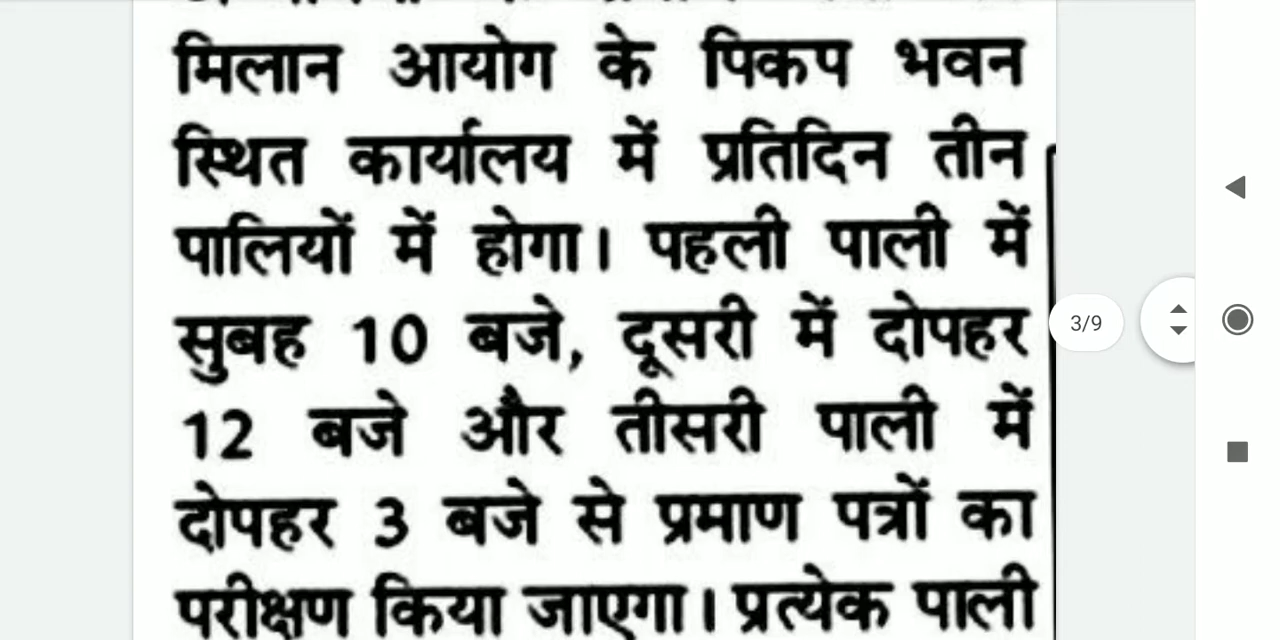 मिलान आयोग के पिकप भवन
स्थित कार्यालय में प्रतिदिन तीन
पालियों में होगा। पहली पाली में
सुबह 10 बजे, दूसरी में दोपहर
12 बजे और तीसरी पाली में
दोपहर 3 बजे से प्रमाण पत्रों का
परीक्षण किया जाएगा। प्रत्येक पाली
3/9